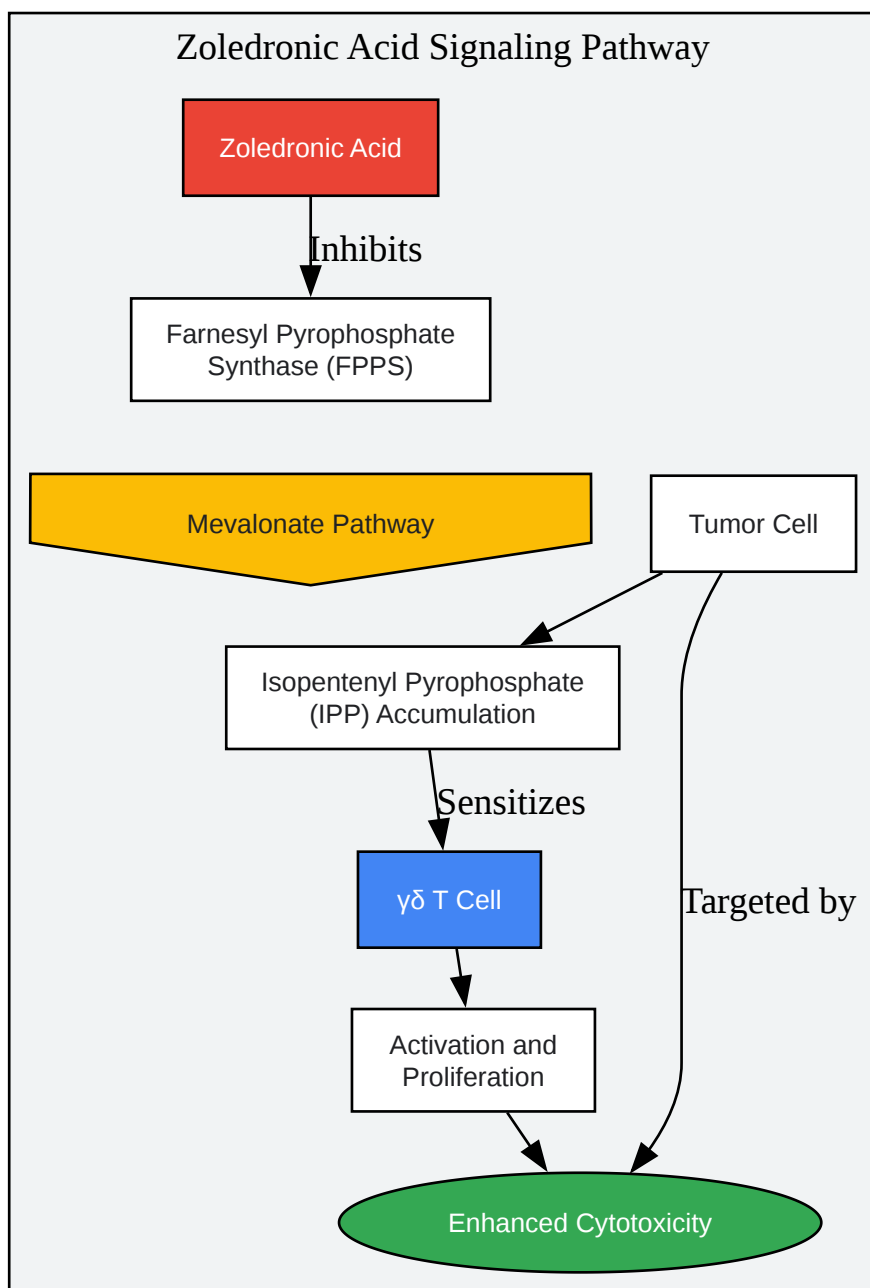 Zoledronic Acid Signaling Pathway
Zoledronic Acid
Inhibits
Farnesyl Pyrophosphate
Synthase (FPPS)
Mevalonate Pathway
Tumor Cell
Isopentenyl Pyrophosphate
(IPP) Accumulation
Sensitizes
γδ T Cell
Targeted by
Activation and
Proliferation
Enhanced Cytotoxicity